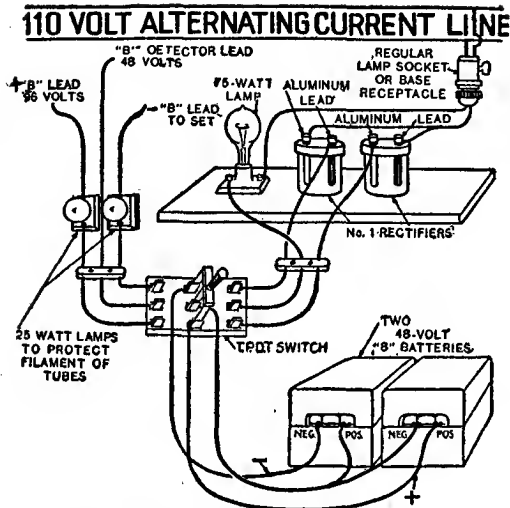 110 VOLT ALTERNATING CURRENT LINE
"B" DETECTOR LEAD
48 VOLTS
+ "B" LEAD
96 VOLTS
"B" LEAD
TO SET
75-WATT
LAMP
ALUMINUM
LEAD
REGULAR
LAMP SOCKET
OR BASE
RECEPTACLE
ALUMINUM
LEAD
No. 1 RECTIFIERS
25 WATT LAMPS
TO PROTECT
FILAMENT OF
TUBES
T.P.D.T SWITCH
TWO
48-VOLT
"B" BATTERIES
NEG. POS.
NEG. POS.
-
+